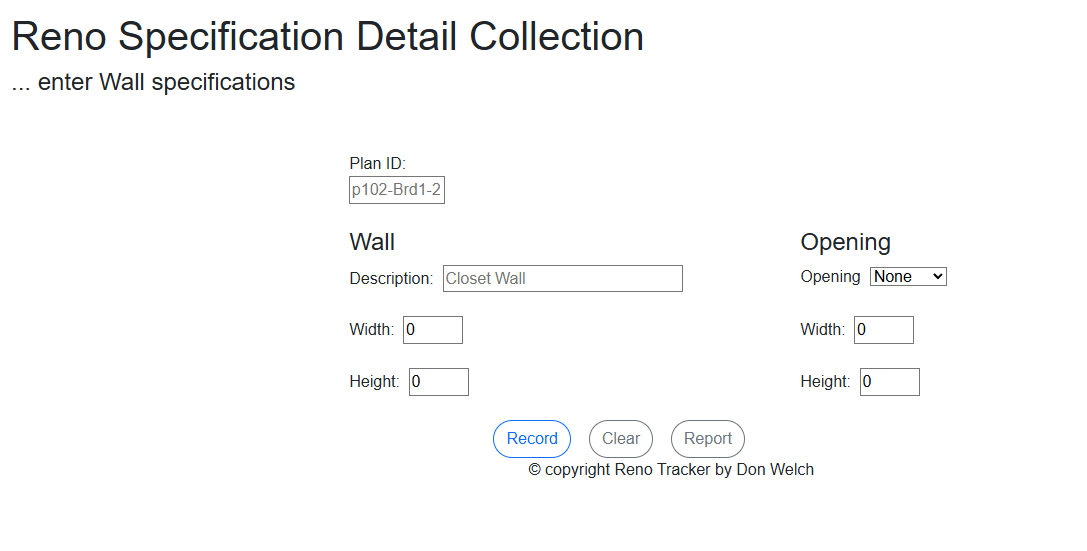 Reno Specification Detail Collection
... enter Wall specifications
Plan ID:
p102-Brd1-2
Wall
Opening
Description: Closet Wall
Opening None
Width: 0
Width: 0
Height: 0
Height: 0
Record Clear Report
© copyright Reno Tracker by Don Welch